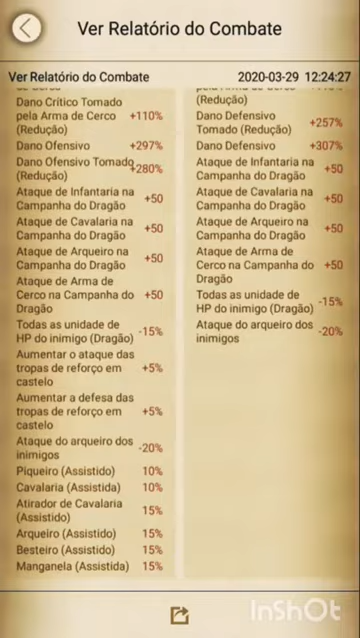 Ver Relatório do Combate
Ver Relatório do Combate 2020-03-29 12:24:27
Dano Crítico Tomado
pela Arma de Cerco +110%
(Redução)
Dano Ofensivo +297%
Dano Ofensivo Tomado +280%
(Redução)
Ataque de Infantaria na
Campanha do Dragão +50
Ataque de Cavalaria na
Campanha do Dragão +50
Ataque de Arqueiro na
Campanha do Dragão +50
Ataque de Arma de
Cerco na Campanha do +50
Dragão
Todas as unidade de
HP do inimigo (Dragão) -15%
Aumentar o ataque das
tropas de reforço em +5%
castelo
Aumentar a defesa das
tropas de reforço em +5%
castelo
Ataque do arqueiro dos
inimigos -20%
Piqueiro (Assistido) 10%
Cavalaria (Assistida) 10%
Atirador de Cavalaria
(Assistido) 15%
Arqueiro (Assistido) 15%
Besteiro (Assistido) 15%
Manganela (Assistida) 15%
(Redução)
Dano Defensivo
Tomado (Redução) +257%
Dano Defensivo +307%
Ataque de Infantaria na
Campanha do Dragão +50
Ataque de Cavalaria na
Campanha do Dragão +50
Ataque de Arqueiro na
Campanha do Dragão +50
Ataque de Arma de
Cerco na Campanha do +50
Dragão
Todas as unidade de
HP do inimigo (Dragão) -15%
Ataque do arqueiro dos
inimigos -20%
InShOt